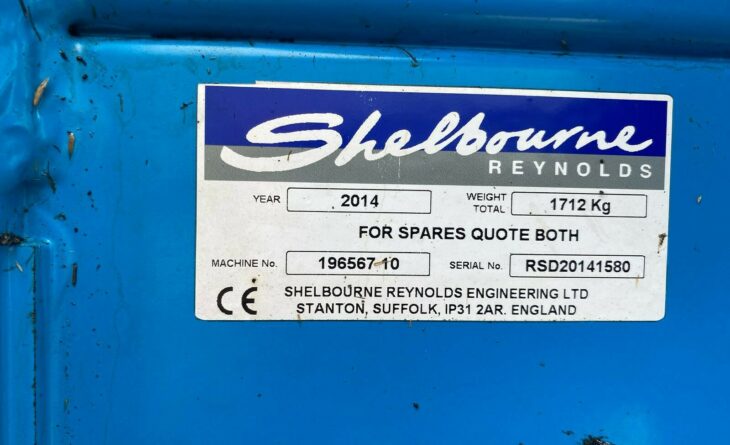 Shelbourne
REYNOLDS
YEAR 2014 WEIGHT TOTAL 1712 Kg
FOR SPARES QUOTE BOTH
MACHINE No. 196567-10 SERIAL No. RSD20141580
CE SHELBOURNE REYNOLDS ENGINEERING LTD
STANTON, SUFFOLK, IP31 2AR. ENGLAND